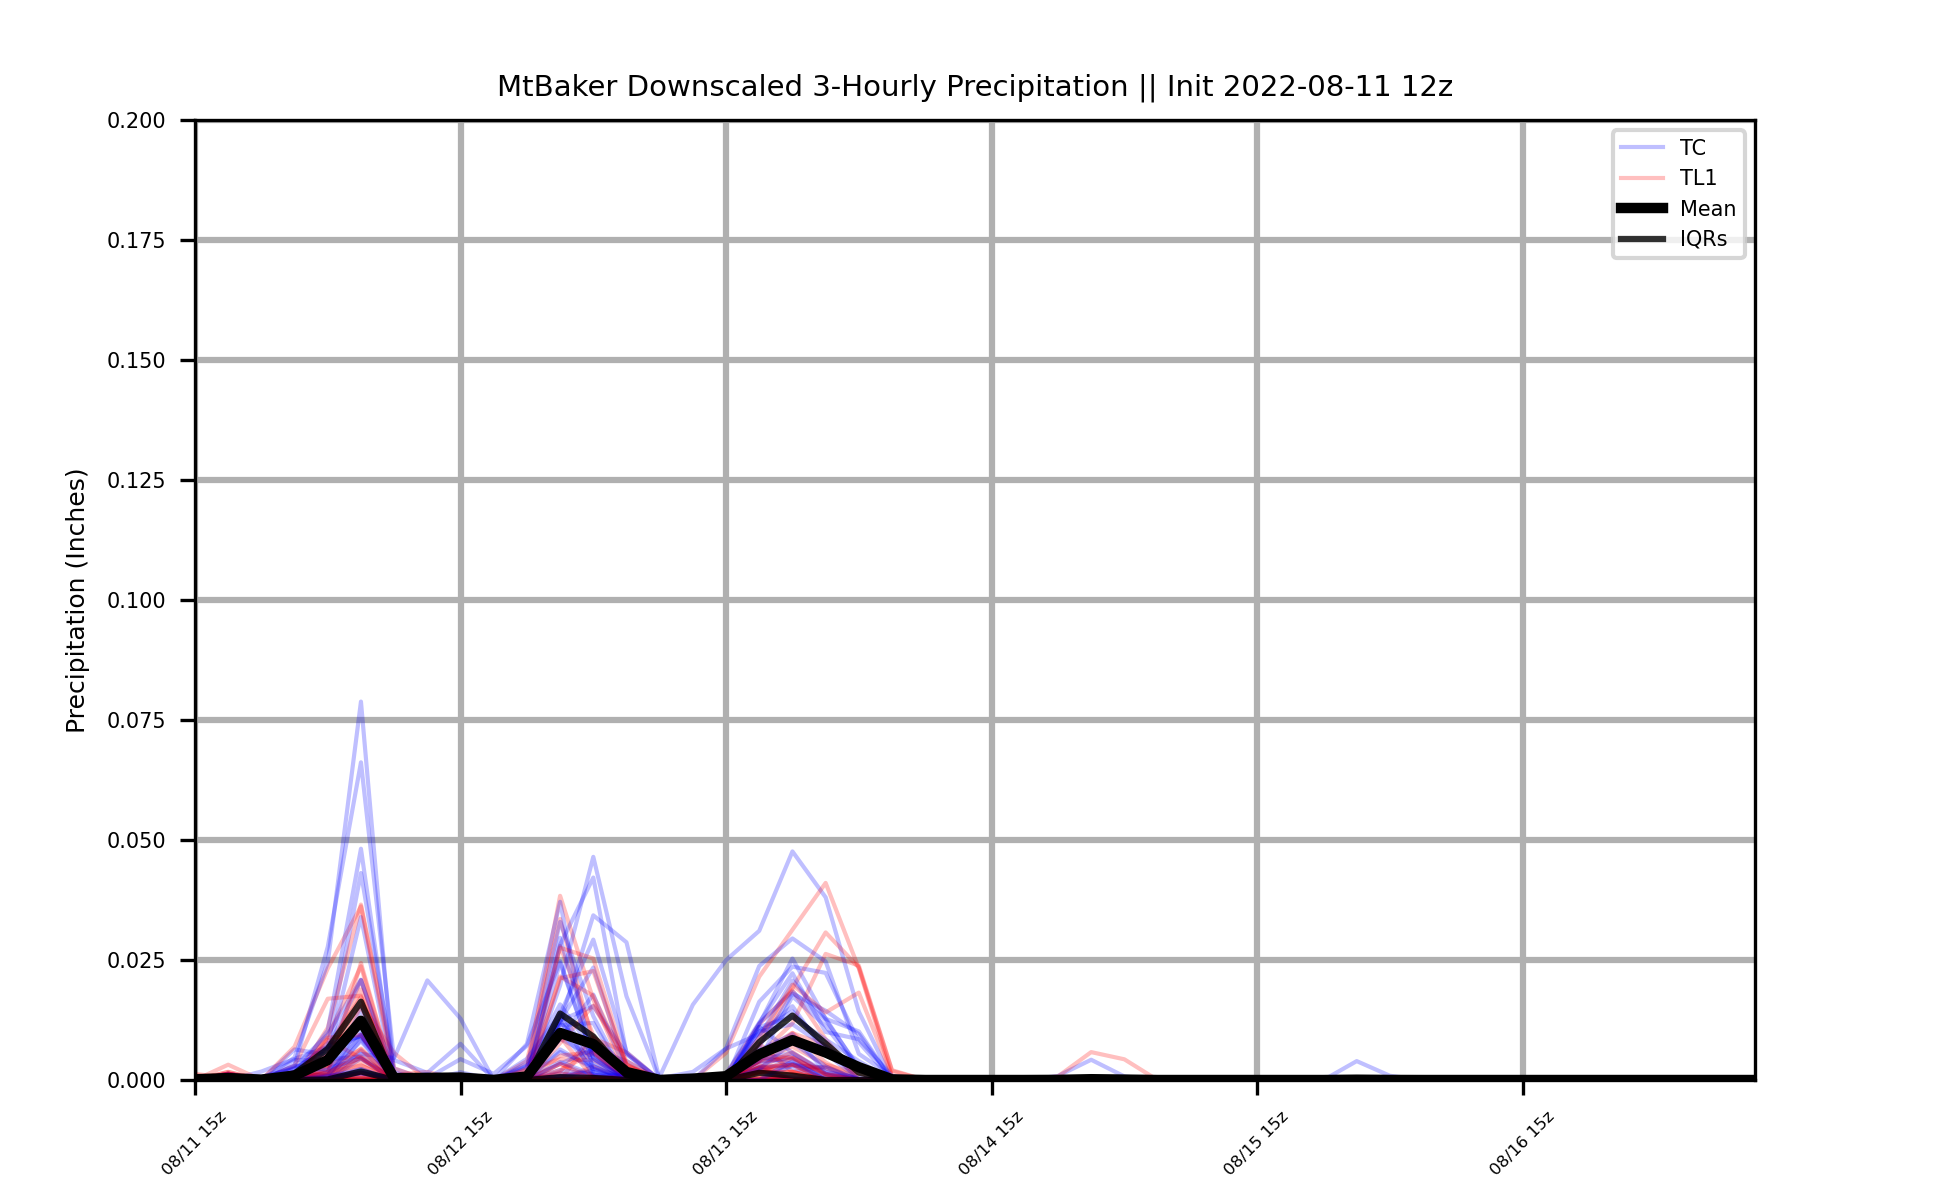 MtBaker Downscaled 3-Hourly Precipitation || Init 2022-08-11 12z
0.200
0.175
0.150
0.125
0.100
0.075
0.050
0.025
0.000
Precipitation (Inches)
TC
TL1
Mean
IQRs
08/11 15z
08/12 15z
08/13 15z
08/14 15z
08/15 15z
08/16 15z